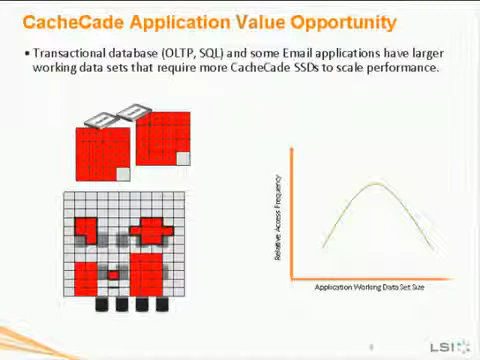 CacheCade Application Value Opportunity
• Transactional database (OLTP, SQL) and some Email applications have larger
working data sets that require more CacheCade SSDs to scale performance.
Relative Access Frequency
Application Working Data Set Size
LSI